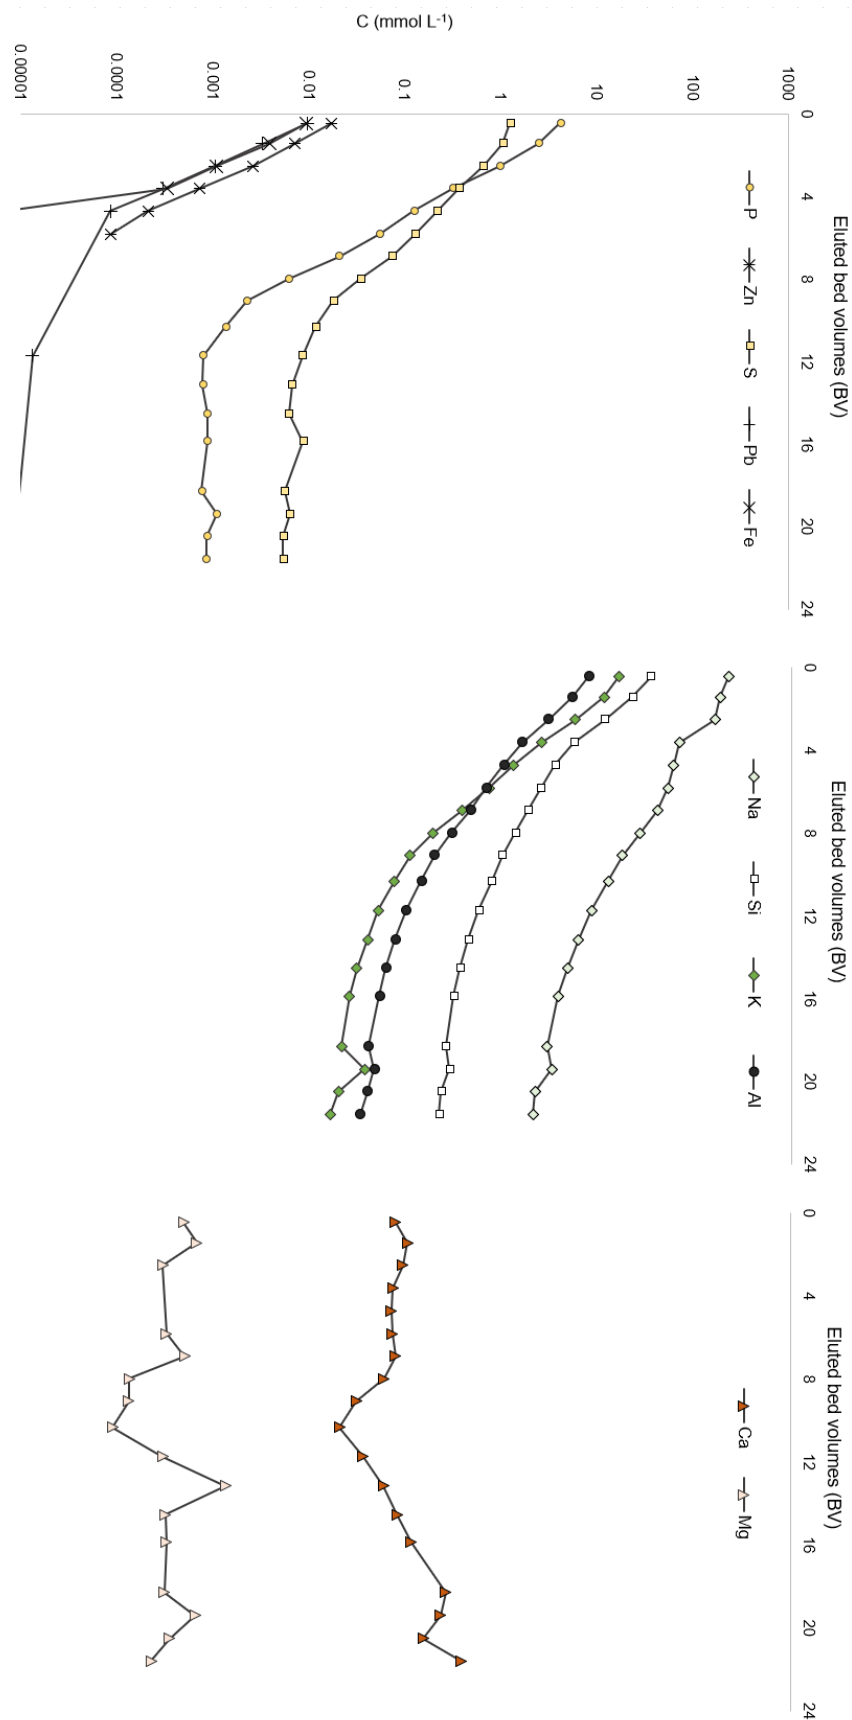 C (mmol L⁻¹)
0.00001
0.0001
0.001
0.01
0.1
1
10
100
1000
0
4
8
12
16
20
24
Eluted bed volumes (BV)
P
Zn
S
Pb
Fe
0
4
8
12
16
20
24
Eluted bed volumes (BV)
Na
Si
K
Al
0
4
8
12
16
20
24
Eluted bed volumes (BV)
Ca
Mg